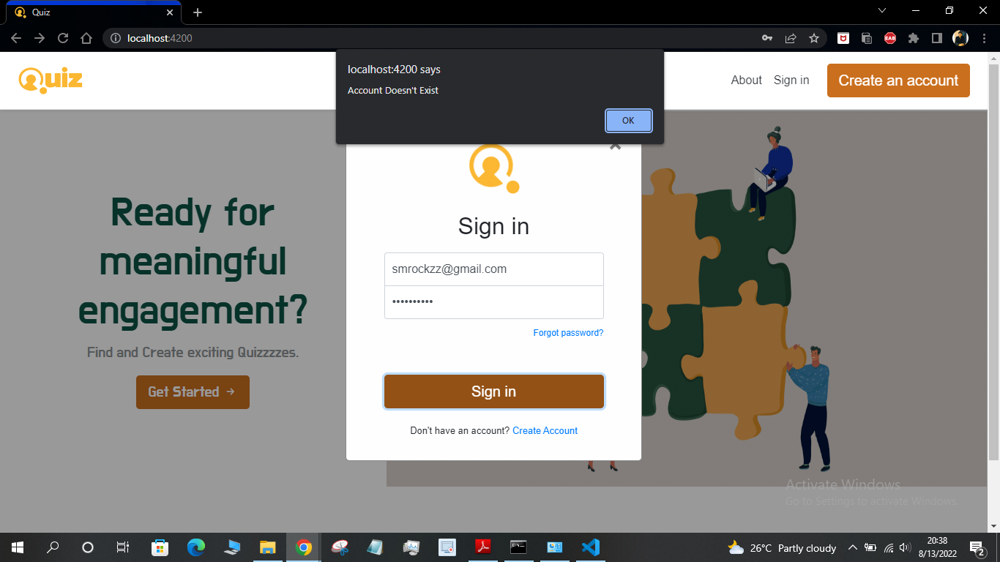 Quiz
localhost:4200
localhost:4200 says
Account Doesn't Exist
OK
Quiz
About
Sign in
Create an account
Ready for
meaningful
engagement?
Find and Create exciting Quizzzzes.
Get Started →
Sign in
smrockzz@gmail.com
••••••••••
Forgot password?
Sign in
Don't have an account? Create Account
Activate Windows
Go to Settings to activate Windows.
EAB
26°C Partly cloudy
20:38
8/13/2022
2